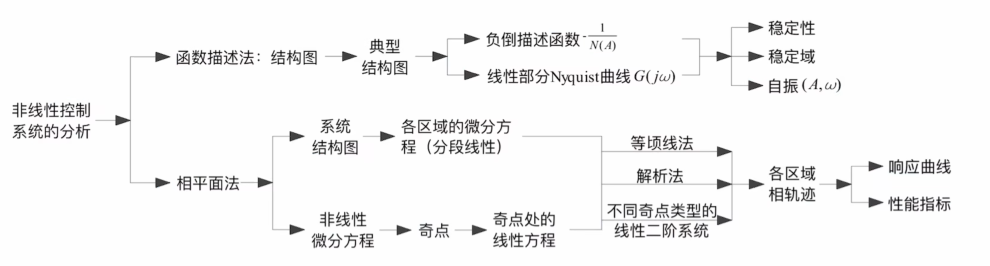 非线性控制
系统的分析
函数描述法：结构图
典型
结构图
负倒描述函数-1/N(A)
线性部分Nyquist曲线 G(jω)
稳定性
稳定域
自振 (A,ω)
相平面法
系统
结构图
各区域的微分方
程（分段线性）
非线性
微分方程
奇点
奇点处的
线性方程
等项线法
解析法
不同奇点类型的
线性二阶系统
各区域
相轨迹
响应曲线
性能指标